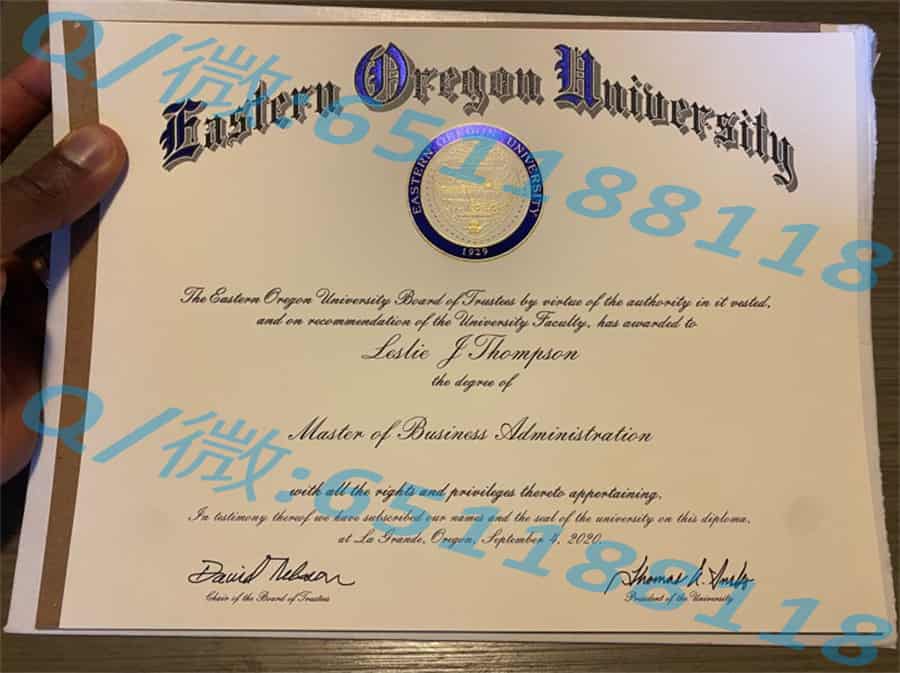 Eastern Oregon University
EASTERN OREGON UNIVERSITY
1929
The Eastern Oregon University Board of Trustees by virtue of the authority in it vested,
and on recommendation of the University Faculty, has awarded to
Leslie J Thompson
the degree of
Master of Business Administration
with all the rights and privileges thereto appertaining.
In testimony thereof we have subscribed our names and the seal of the university on this diploma,
at La Grande, Oregon, September 4, 2020.
David Nelson
Thomas A. Insko
Chair of the Board of Trustees
President of the University
Q/微:651188118
Q/微:651188118